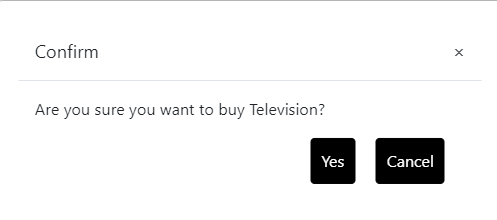 Confirm ×
Are you sure you want to buy Television?
Yes Cancel